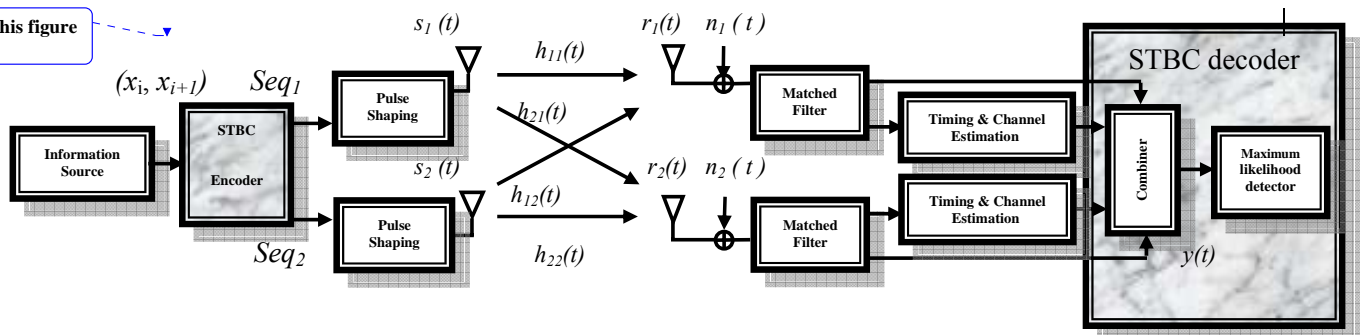 his figure
(xi, xi+1)
Information
Source
STBC
Encoder
Seq1
Seq2
Pulse
Shaping
Pulse
Shaping
s1 (t)
s2 (t)
h11(t)
h21(t)
h12(t)
h22(t)
r1(t)
n1 ( t )
r2(t)
n2 ( t )
Matched
Filter
Matched
Filter
Timing & Channel
Estimation
Timing & Channel
Estimation
STBC decoder
Combiner
Maximum
likelihood
detector
y(t)